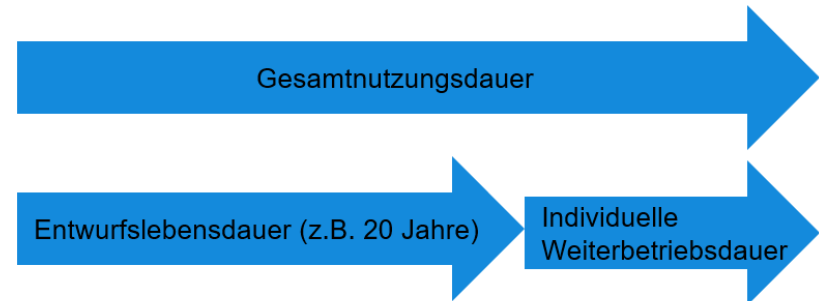 Gesamtnutzungsdauer
Entwurfslebensdauer (z.B. 20 Jahre)
Individuelle
Weiterbetriebsdauer